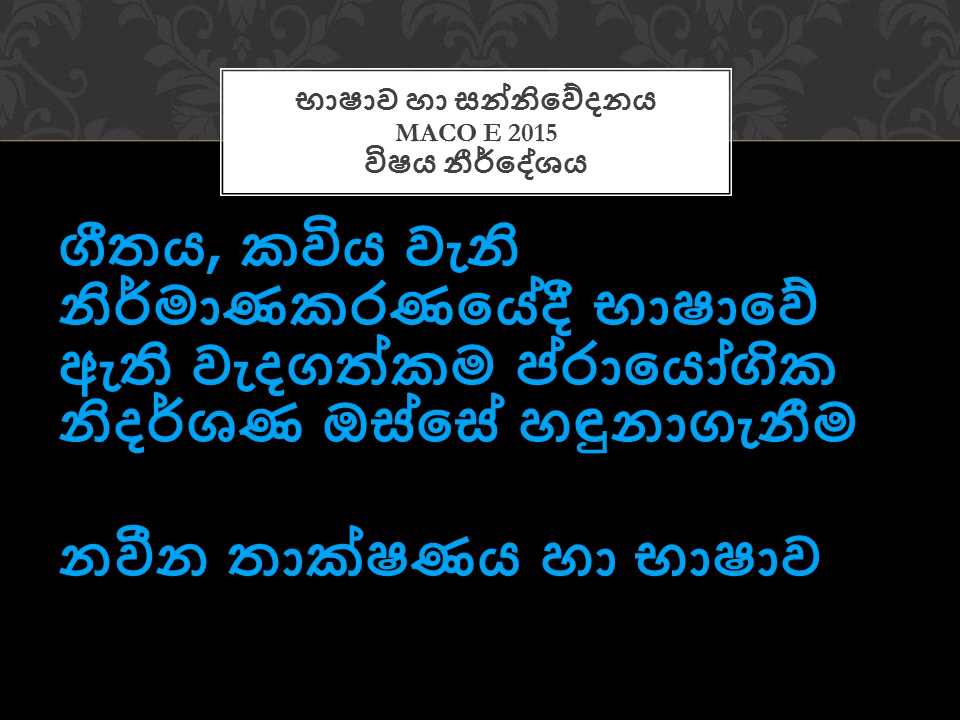 භාෂාව හා සන්නිවේදනය
MACO E 2015
විෂය නිර්දේශය
ගීතය, කවිය වැනි
නිර්මාණකරණයේදී භාෂාවේ
ඇති වැදගත්කම ප්රායෝගික
නිදර්ශණ ඔස්සේ හඳුනාගැනීම
නවීන තාක්ෂණය හා භාෂාව